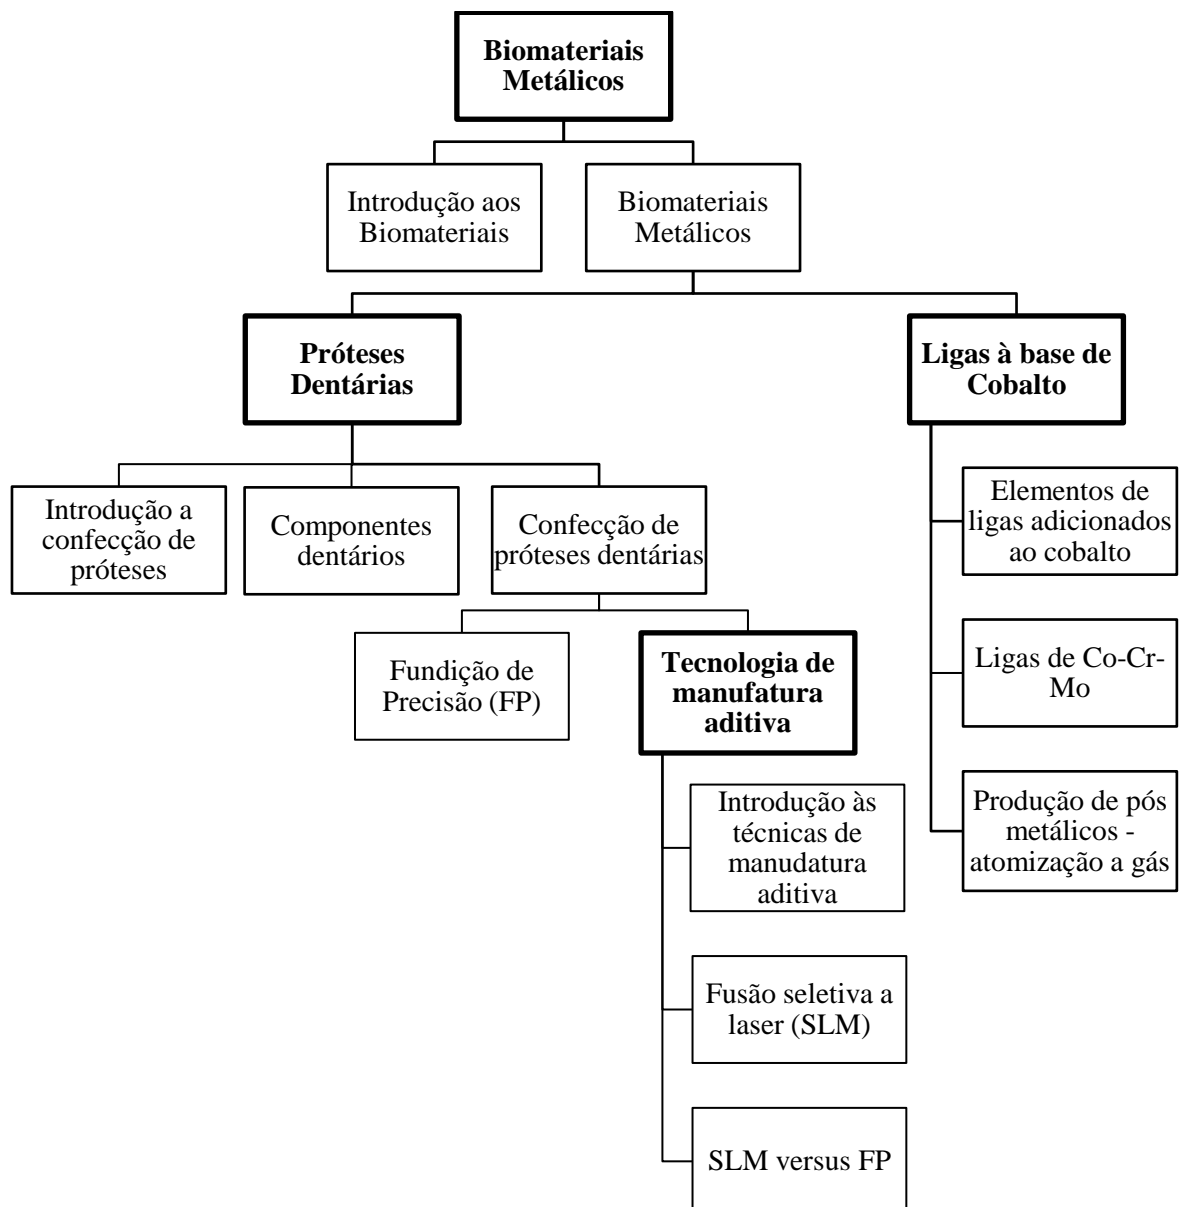 Biomateriais
Metálicos
Introdução aos
Biomateriais
Biomateriais
Metálicos
Próteses
Dentárias
Ligas à base de
Cobalto
Introdução a
confecção de
próteses
Componentes
dentários
Confecção de
próteses dentárias
Elementos de
ligas adicionados
ao cobalto
Fundição de
Precisão (FP)
Tecnologia de
manufatura
aditiva
Ligas de Co-Cr-
Mo
Introdução às
técnicas de
manudatura
aditiva
Produção de pós
metálicos -
atomização a gás
Fusão seletiva a
laser (SLM)
SLM versus FP